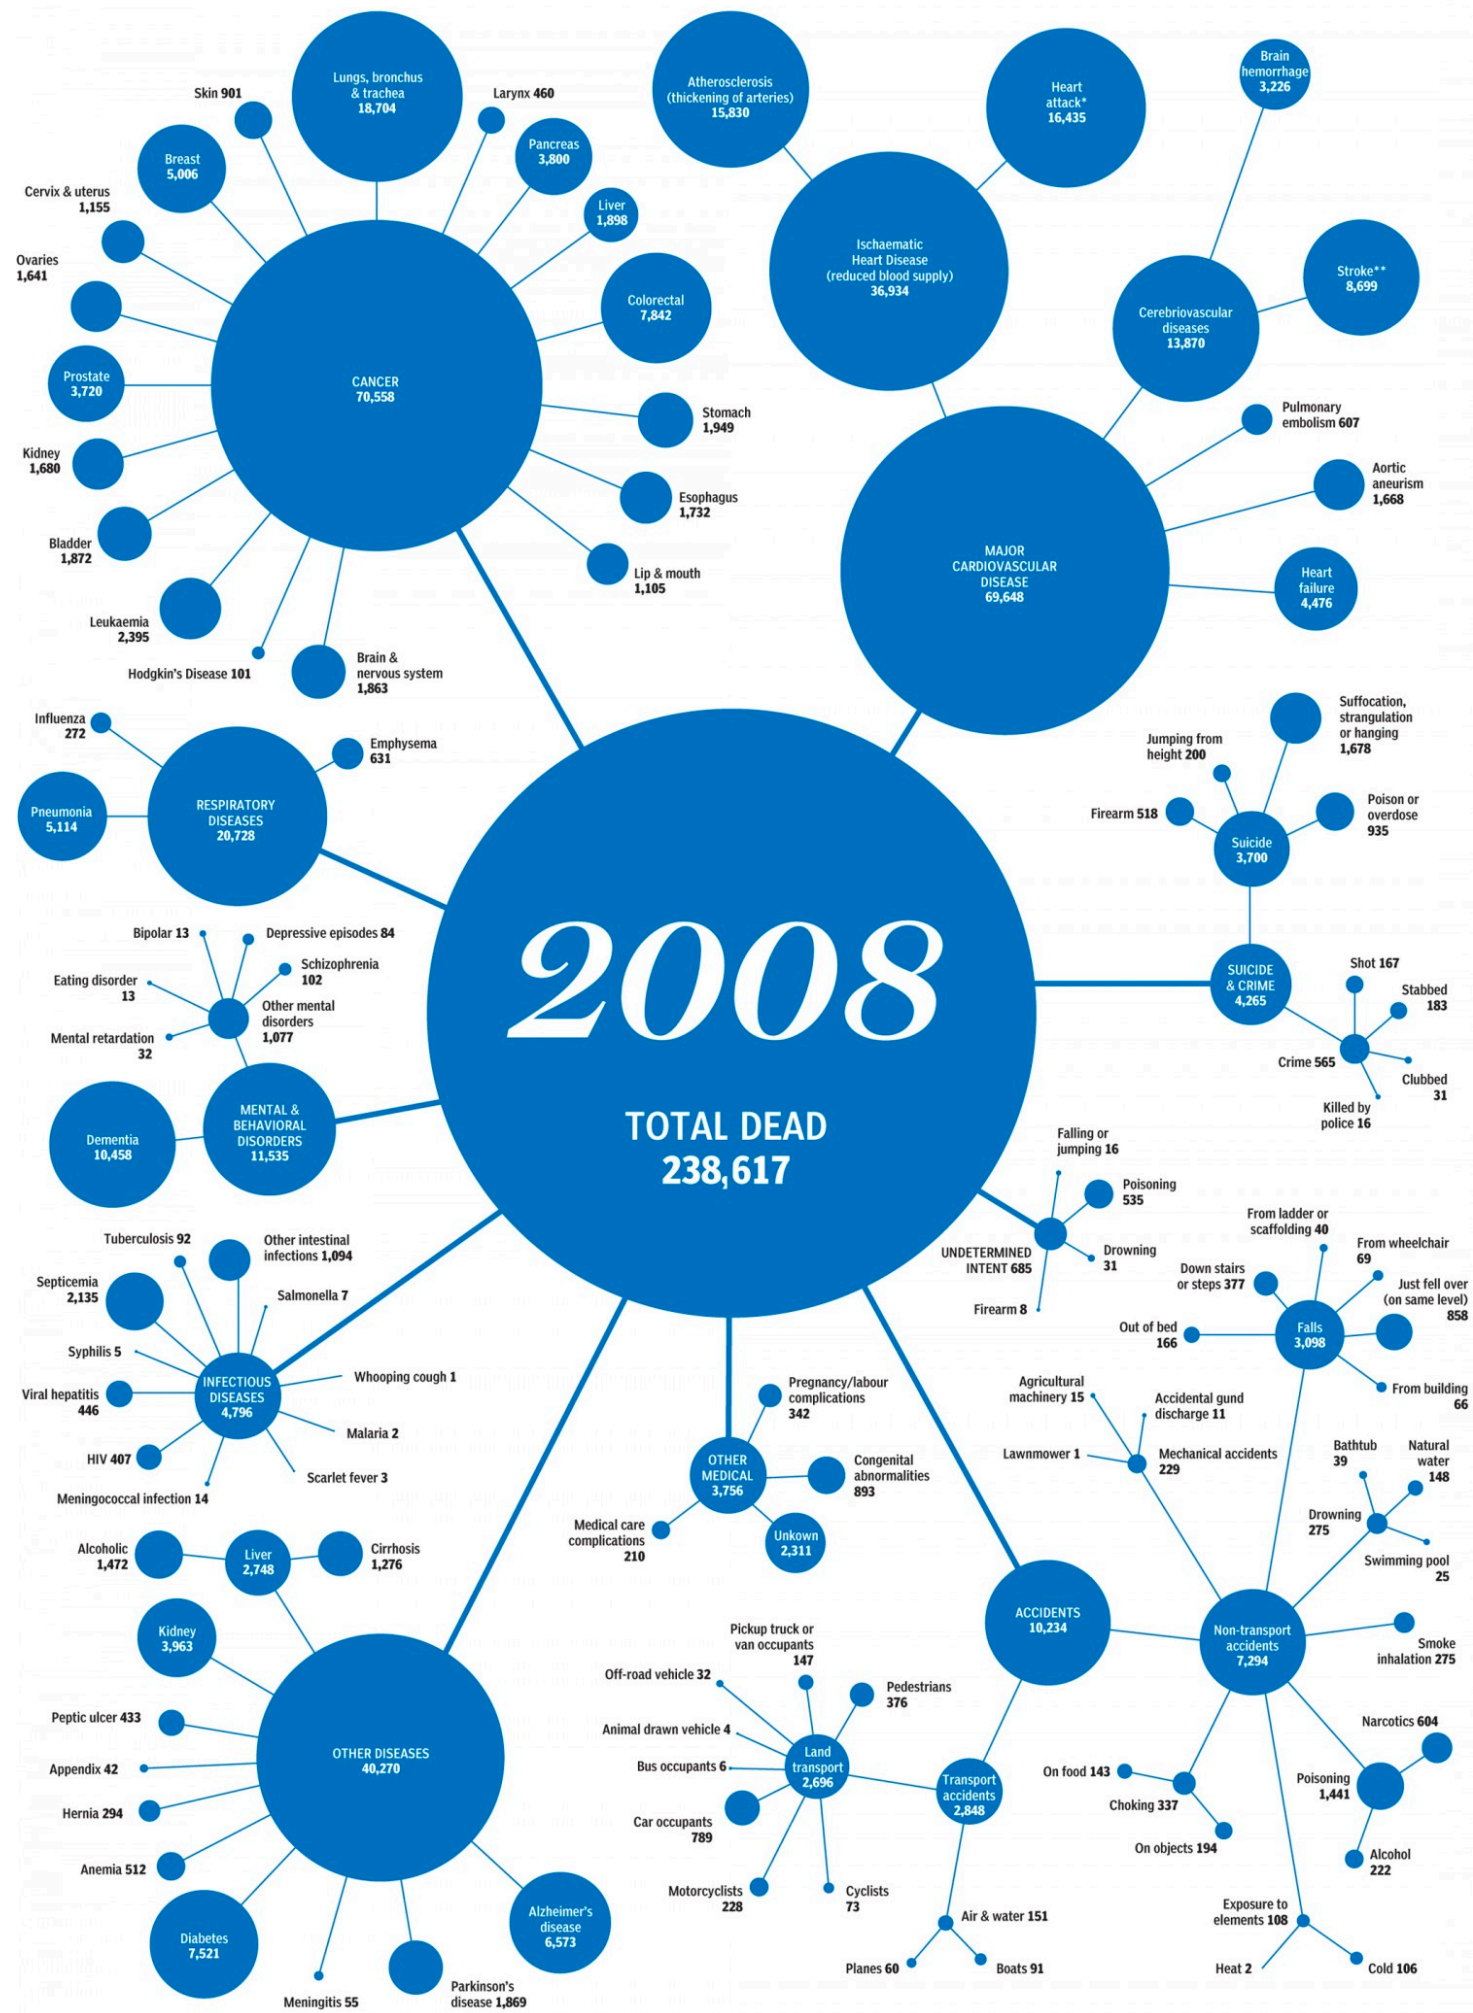 Lungs, bronchus
& trachea
18,704
Skin 901
Larynx 460
Breast
5,006
Pancreas
3,800
Cervix & uterus
1,155
Liver
1,898
Ovaries
1,641
Colorectal
7,842
Prostate
3,720
CANCER
70,558
Stomach
1,949
Kidney
1,680
Esophagus
1,732
Bladder
1,872
Lip & mouth
1,105
Leukaemia
2,395
Hodgkin's Disease 101
Brain &
nervous system
1,863
Atherosclerosis
(thickening of arteries)
15,830
Heart
attack*
16,435
Brain
hemorrhage
3,226
Ischaematic
Heart Disease
(reduced blood supply)
36,934
Stroke**
8,699
Cerebriovascular
diseases
13,870
Pulmonary
embolism 607
Aortic
aneurism
1,668
MAJOR
CARDIOVASCULAR
DISEASE
69,648
Heart
failure
4,476
Influenza
272
Emphysema
631
Pneumonia
5,114
RESPIRATORY
DISEASES
20,728
Suffocation,
strangulation
or hanging
1,678
Jumping from
height 200
Firearm 518
Poison or
overdose
935
Suicide
3,700
2008
TOTAL DEAD
238,617
Bipolar 13
Depressive episodes 84
Eating disorder
13
Schizophrenia
102
Other mental
disorders
1,077
Mental retardation
32
Dementia
10,458
MENTAL &
BEHAVIORAL
DISORDERS
11,535
SUICIDE
& CRIME
4,265
Shot 167
Stabbed
183
Crime 565
Clubbed
31
Killed by
police 16
Falling or
jumping 16
Poisoning
535
UNDETERMINED
INTENT 685
Drowning
31
Firearm 8
Tuberculosis 92
Other intestinal
infections 1,094
Septicemia
2,135
Salmonella 7
Syphilis 5
Whooping cough 1
Viral hepatitis
446
INFECTIOUS
DISEASES
4,796
Malaria 2
HIV 407
Scarlet fever 3
Meningococcal infection 14
From ladder or
scaffolding 40
From wheelchair
69
Down stairs
or steps 377
Just fell over
(on same level)
858
Out of bed
166
Falls
3,098
From building
66
Agricultural
machinery 15
Accidental gund
discharge 11
Lawnmower 1
Mechanical accidents
229
Bathtub
39
Natural
water
148
Drowning
275
Swimming pool
25
Pregnancy/labour
complications
342
OTHER
MEDICAL
3,756
Congenital
abnormalities
893
Medical care
complications
210
Unkown
2,311
Alcoholic
1,472
Liver
2,748
Cirrhosis
1,276
Kidney
3,963
Peptic ulcer 433
Appendix 42
OTHER DISEASES
40,270
Hernia 294
Anemia 512
Diabetes
7,521
Alzheimer's
disease
6,573
Meningitis 55
Parkinson's
disease 1,869
ACCIDENTS
10,234
Non-transport
accidents
7,294
Smoke
inhalation 275
Pickup truck or
van occupants
147
Off-road vehicle 32
Pedestrians
376
Animal drawn vehicle 4
Bus occupants 6
Land
transport
2,696
Car occupants
789
Transport
accidents
2,848
Motorcyclists
228
Cyclists
73
Air & water 151
Planes 60
Boats 91
On food 143
Choking 337
On objects 194
Narcotics 604
Poisoning
1,441
Alcohol
222
Exposure to
elements 108
Heat 2
Cold 106